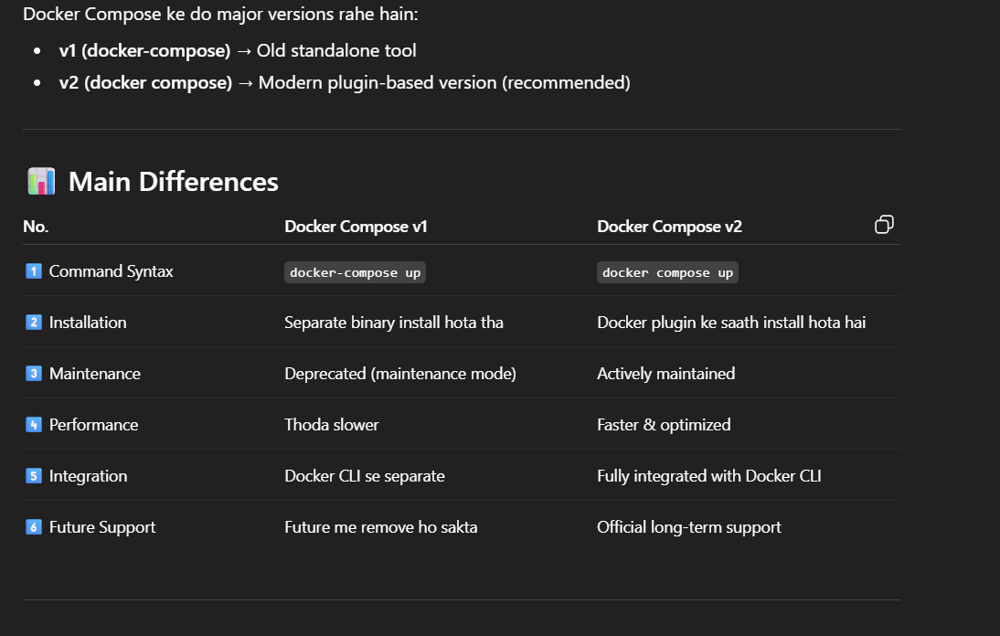 Docker Compose ke do major versions rahe hain:
• v1 (docker-compose) → Old standalone tool
• v2 (docker compose) → Modern plugin-based version (recommended)
📊 Main Differences
No. Docker Compose v1 Docker Compose v2
1️⃣ Command Syntax docker-compose up docker compose up
2️⃣ Installation Separate binary install hota tha Docker plugin ke saath install hota hai
3️⃣ Maintenance Deprecated (maintenance mode) Actively maintained
4️⃣ Performance Thoda slower Faster & optimized
5️⃣ Integration Docker CLI se separate Fully integrated with Docker CLI
6️⃣ Future Support Future me remove ho sakta Official long-term support